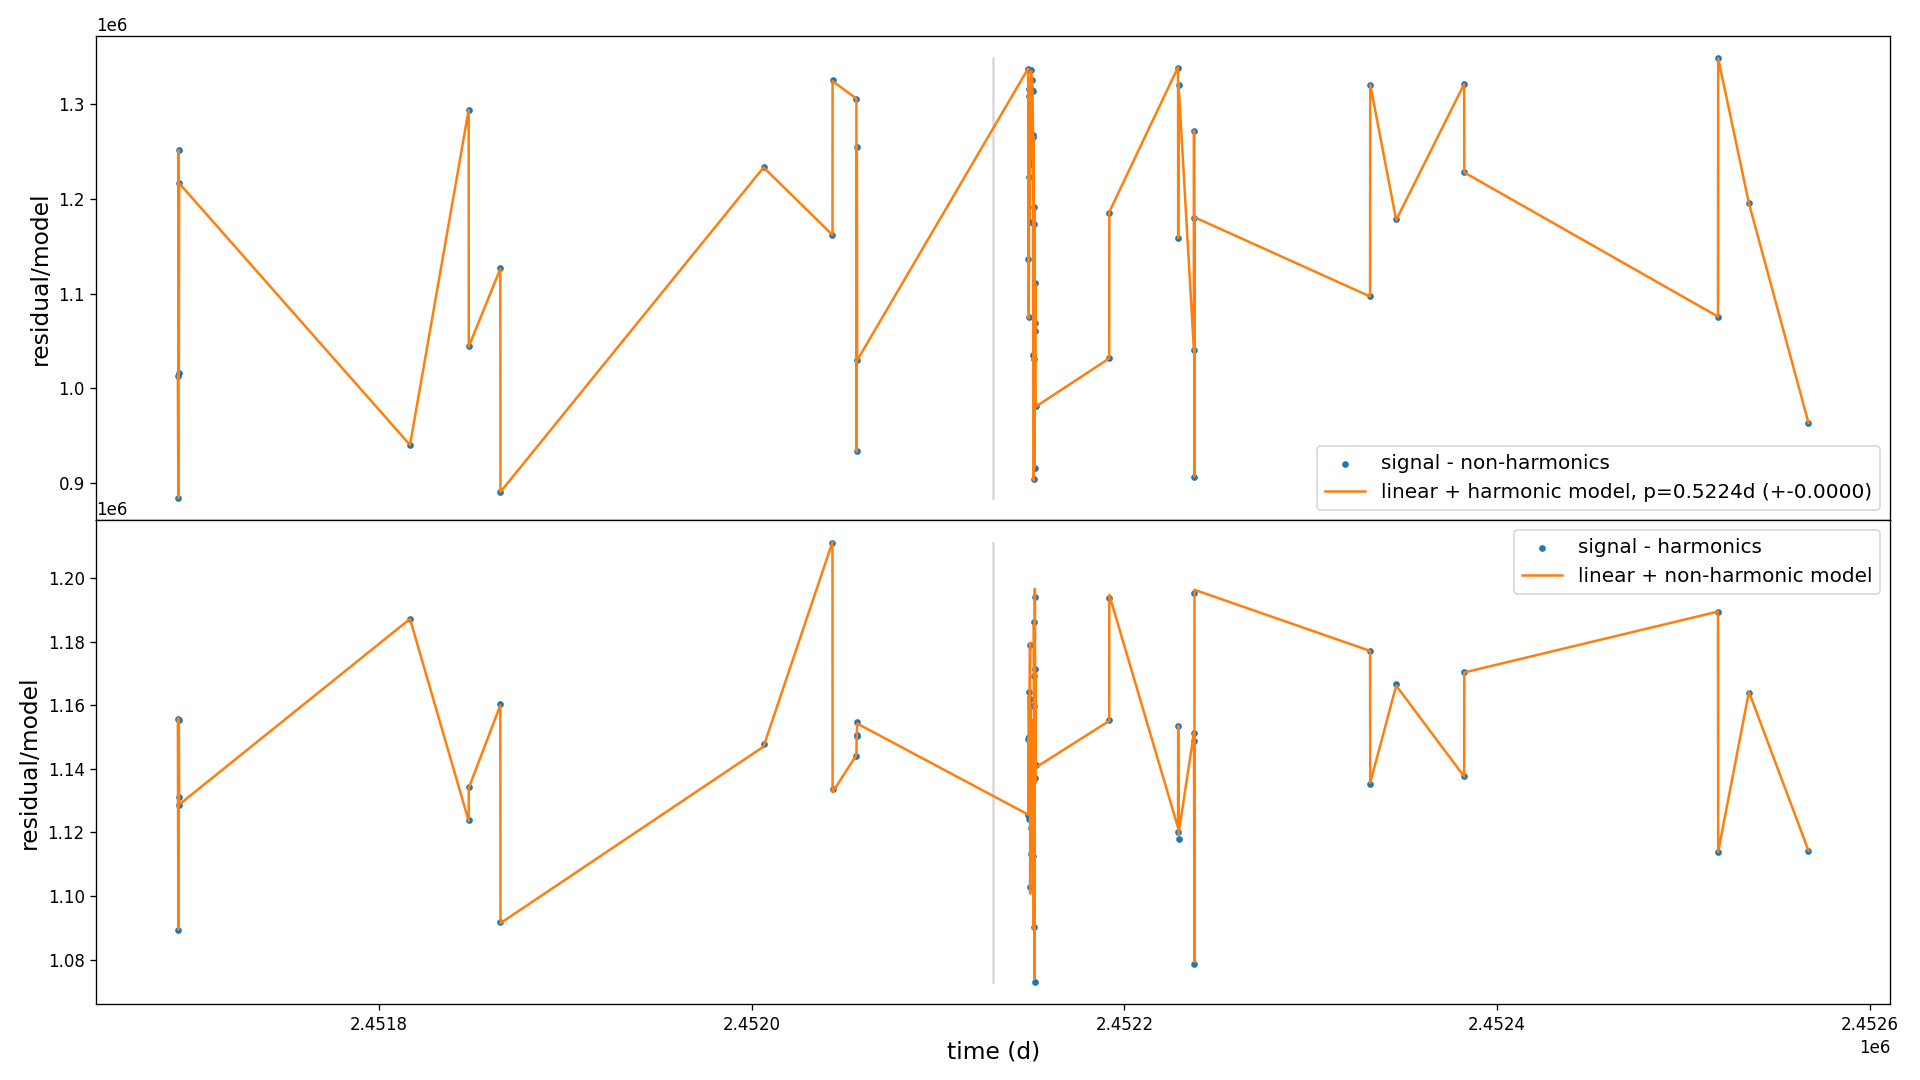 1e6
1.3
1.2
1.1
1.0
0.9
residual/model
signal - non-harmonics
linear + harmonic model, p=0.5224d (+-0.0000)
1e6
1.20
1.18
1.16
1.14
1.12
1.10
1.08
residual/model
signal - harmonics
linear + non-harmonic model
2.4518 2.4520 2.4522 2.4524 2.4526
1e6
time (d)